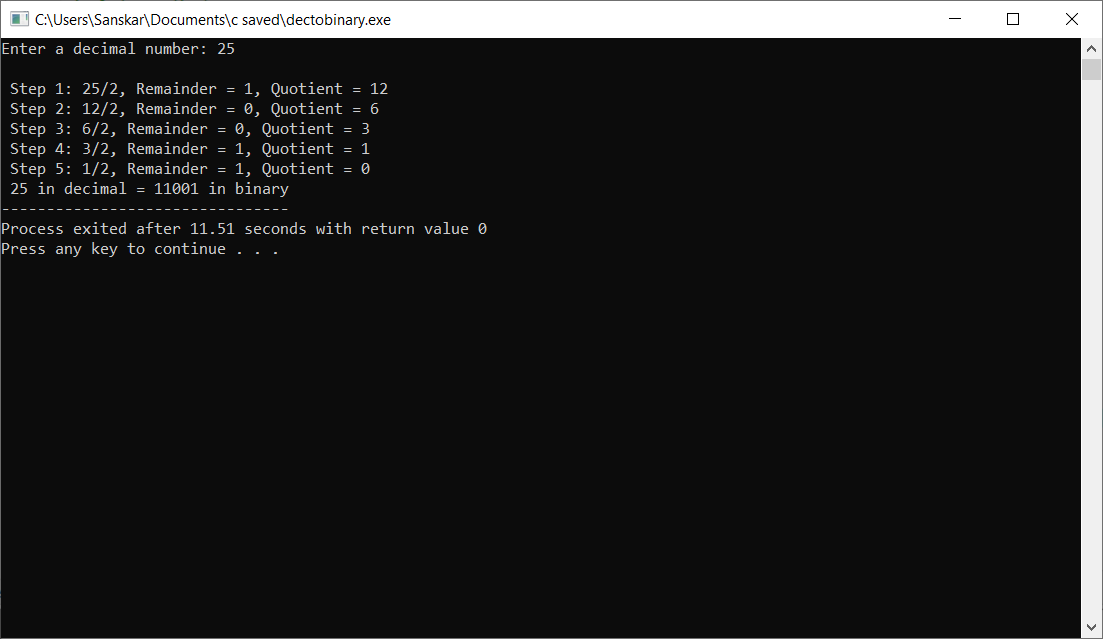 C:\Users\Sanskar\Documents\c saved\dectobinary.exe
Enter a decimal number: 25
Step 1: 25/2, Remainder = 1, Quotient = 12
Step 2: 12/2, Remainder = 0, Quotient = 6
Step 3: 6/2, Remainder = 0, Quotient = 3
Step 4: 3/2, Remainder = 1, Quotient = 1
Step 5: 1/2, Remainder = 1, Quotient = 0
25 in decimal = 11001 in binary
--------------------------------
Process exited after 11.51 seconds with return value 0
Press any key to continue . . .